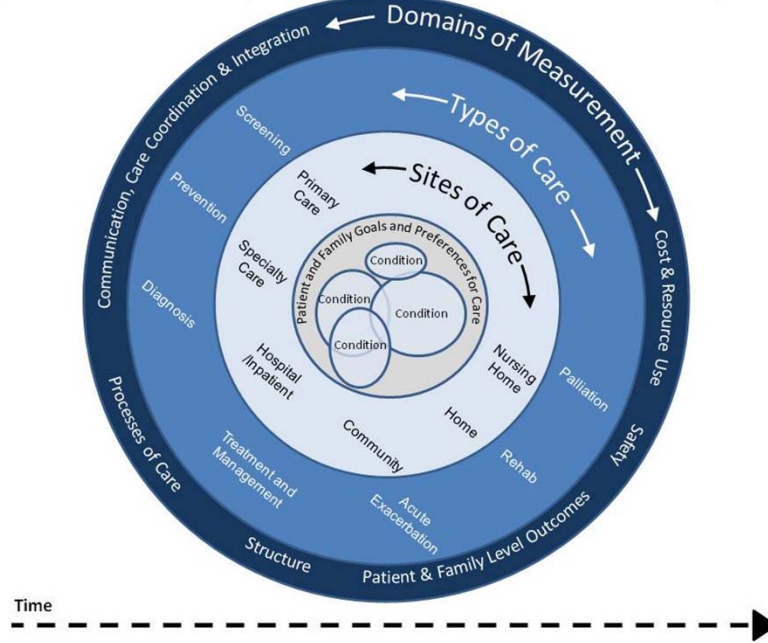 Domains of Measurement
Communication, Care Coordination & Integration
Cost & Resource Use
Safety
Patient & Family Level Outcomes
Structure
Processes of Care
Types of Care
Screening
Prevention
Diagnosis
Treatment and
Management
Acute
Exacerbation
Rehab
Palliation
Sites of Care
Primary
Care
Specialty
Care
Hospital
/Inpatient
Community
Home
Nursing
Home
Patient and Family Goals and Preferences for Care
Condition
Condition
Condition
Condition
Time